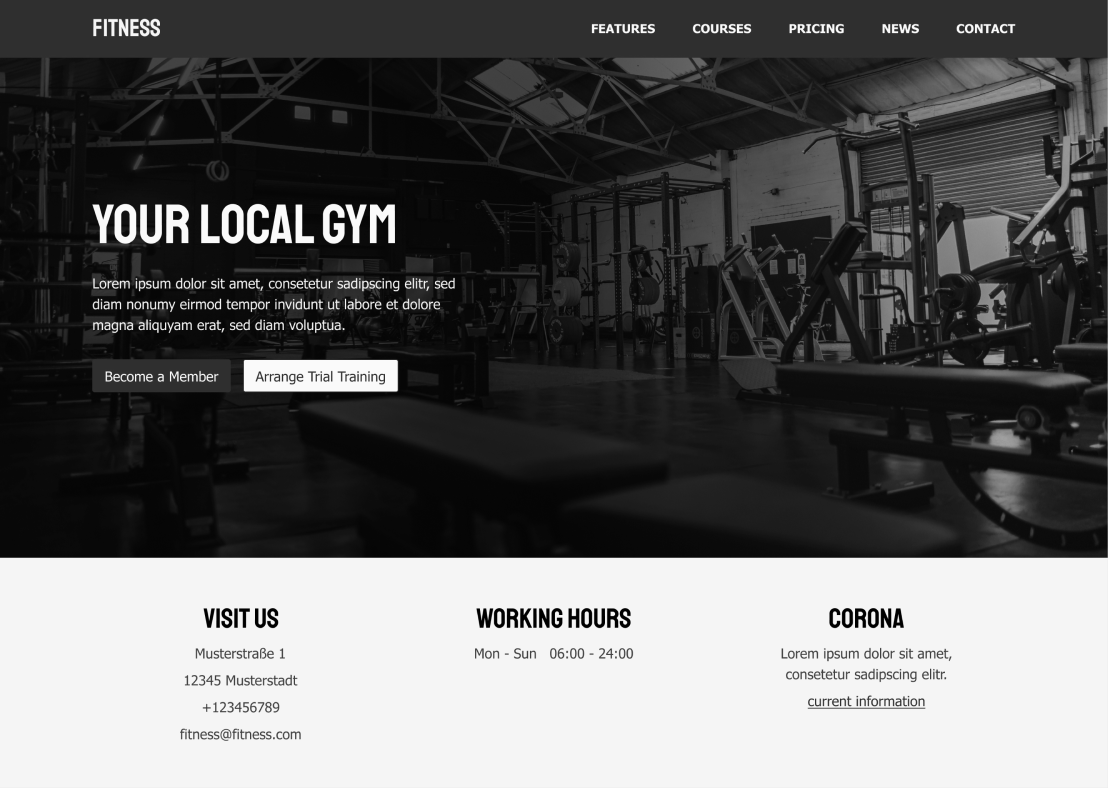 FITNESS
FEATURES COURSES PRICING NEWS CONTACT
YOUR LOCAL GYM
Lorem ipsum dolor sit amet, consetetur sadipscing elitr, sed
diam nonumy eirmod tempor invidunt ut labore et dolore
magna aliquyam erat, sed diam voluptua.
Become a Member Arrange Trial Training
VISIT US
Musterstraße 1
12345 Musterstadt
+123456789
fitness@fitness.com
WORKING HOURS
Mon - Sun 06:00 - 24:00
CORONA
Lorem ipsum dolor sit amet,
consetetur sadipscing elitr.
current information